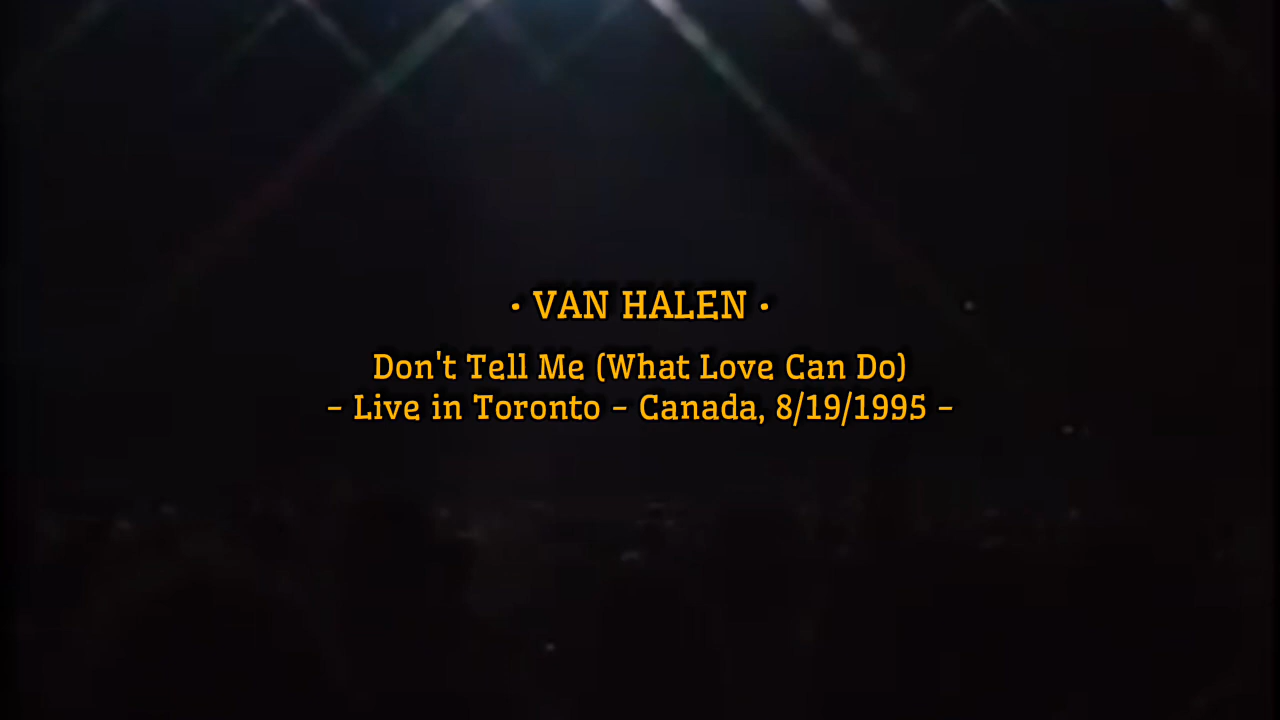 • VAN HALEN •
Don't Tell Me (What Love Can Do)
- Live in Toronto - Canada, 8/19/1995 -